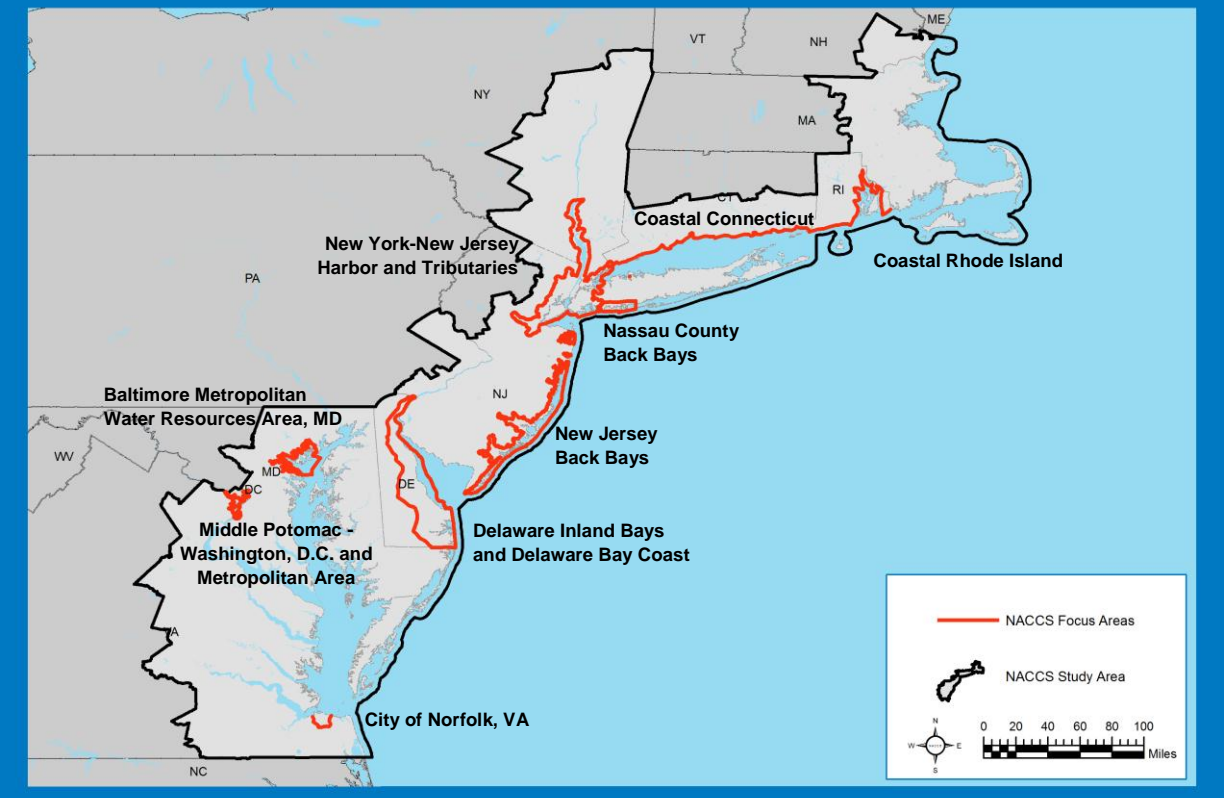 ME
VT
NH
NY
MA
RI
CT
Coastal Connecticut
New York-New Jersey
Harbor and Tributaries
Coastal Rhode Island
PA
Nassau County
Back Bays
Baltimore Metropolitan
Water Resources Area, MD
NJ
New Jersey
Back Bays
WV
MD
DC
DE
Middle Potomac -
Washington, D.C. and
Metropolitan Area
Delaware Inland Bays
and Delaware Bay Coast
City of Norfolk, VA
NC
NACCS Focus Areas
NACCS Study Area
N
W E
S
0 20 40 60 80 100
Miles